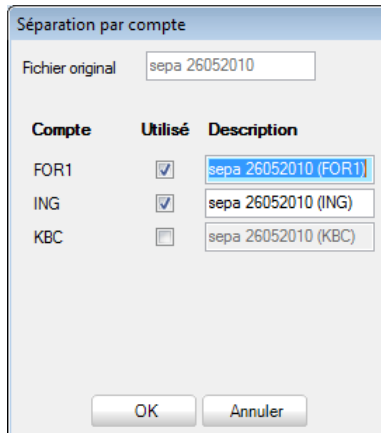 Séparation par compte
Fichier original sepa 26052010
Compte Utilisé Description
FOR1 sepa 26052010 (FOR1)
ING sepa 26052010 (ING)
KBC sepa 26052010 (KBC)
OK Annuler